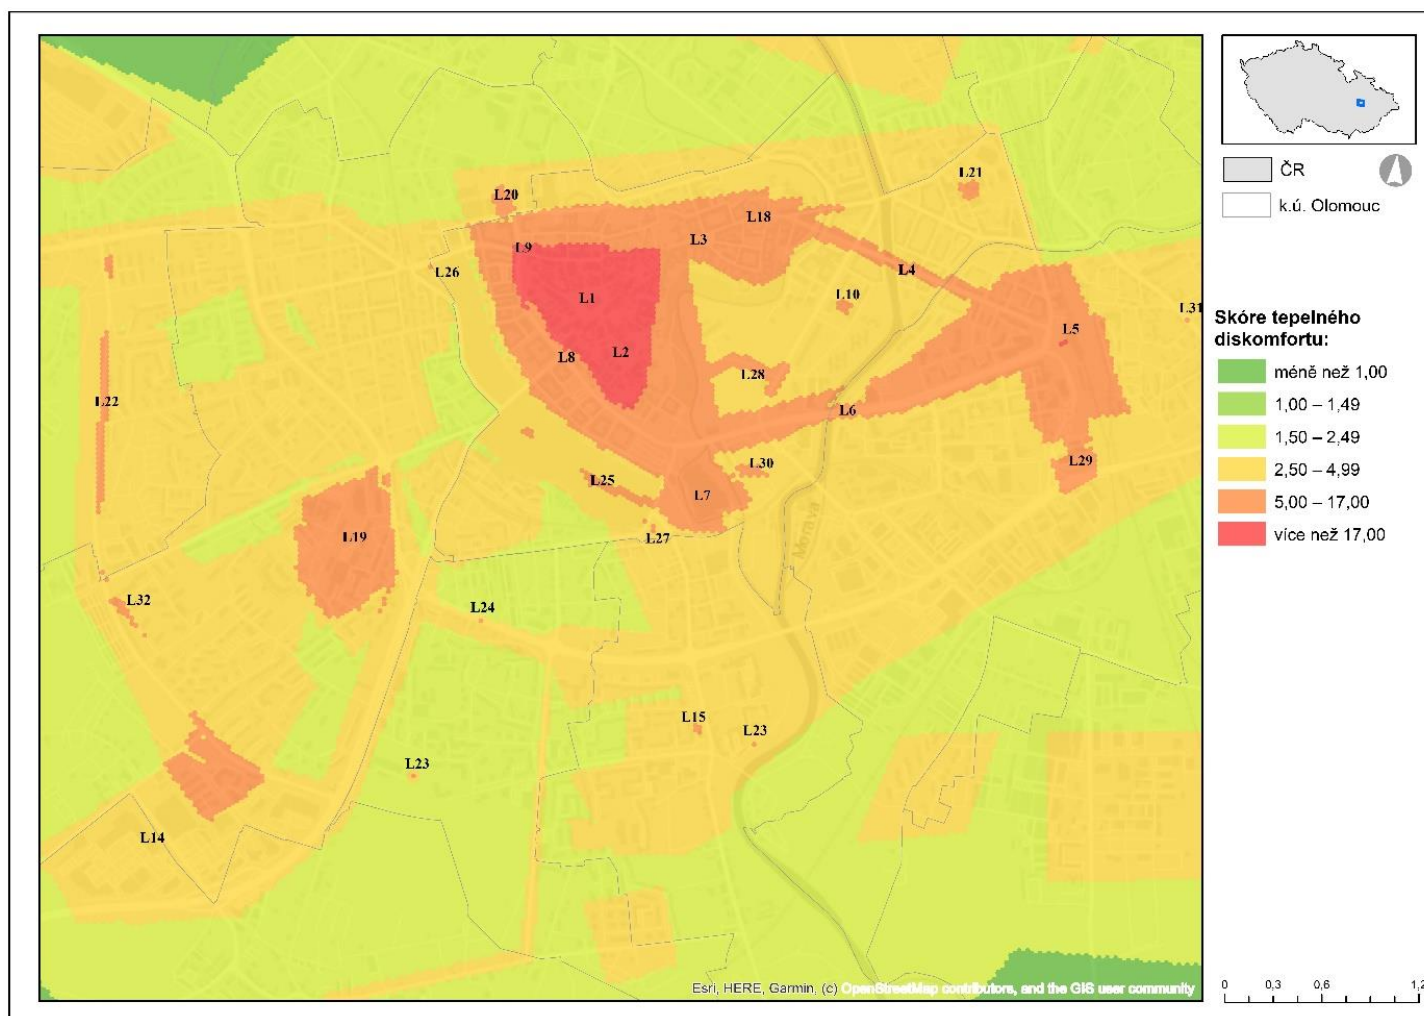 ČR
k.ú. Olomouc
L20
L21
L18
L9
L3
L26
L4
L1
L10
L31
L5
L8
L2
L28
L22
L6
L29
L30
L25
L7
L27
Morava
L19
L32
L24
L15
L23
L23
L14
Skóre tepelného
diskomfortu:
méně než 1,00
1,00 – 1,49
1,50 – 2,49
2,50 – 4,99
5,00 – 17,00
více než 17,00
Esri, HERE, Garmin, (c) OpenStreetMap contributors, and the GIS user community
0 0,3 0,6 1,2